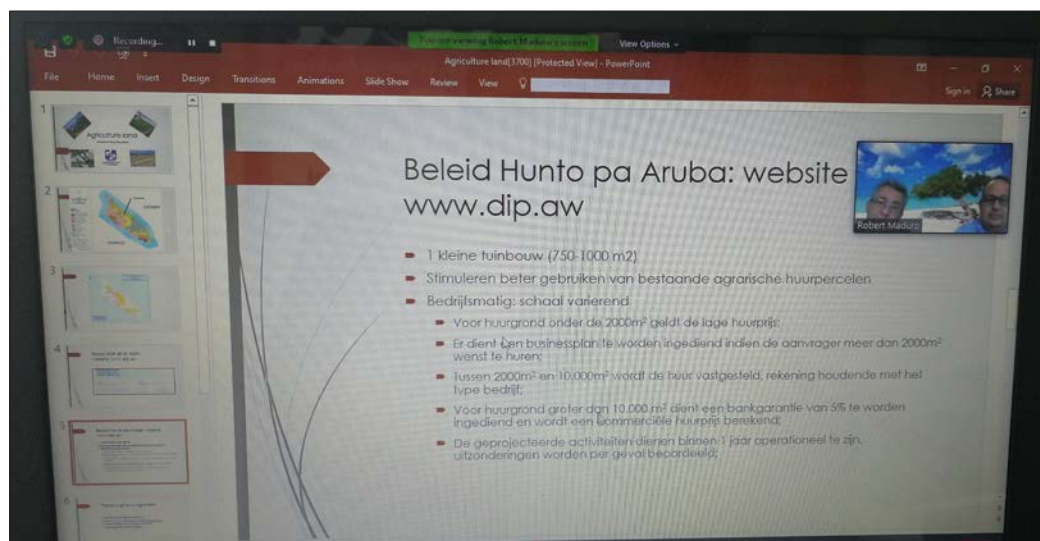 Recording...
You are viewing Robert Maduro's screen
View Options
Agriculture land(3700) [Protected View] - PowerPoint
File Home Insert Design Transitions Animations Slide Show Review View
Sign in Share
1
Agriculture land
2
3
4
5
6
Beleid Hunto pa Aruba: website
www.dip.aw
Robert Maduro
1 kleine tuinbouw (750-1000 m2)
Stimuleren beter gebruiken van bestaande agrarische huurpercelen
Bedrijfsmatig: schaal varierend
Voor huurgrond onder de 2000m² geldt de lage huurprijs;
Er dient een businessplan te worden ingediend indien de aanvrager meer dan 2000m²
wenst te huren;
Tussen 2000m² en 10.000m² wordt de huur vastgesteld, rekening houdende met het
type bedrijf;
Voor huurgrond groter dan 10.000 m² dient een bankgarantie van 5% te worden
ingediend en wordt een Commerciële huurprijs berekend;
De geprojecteerde activiteiten dienen binnen 1 jaar operationeel te zijn,
uitzonderingen worden per geval beoordeeld;